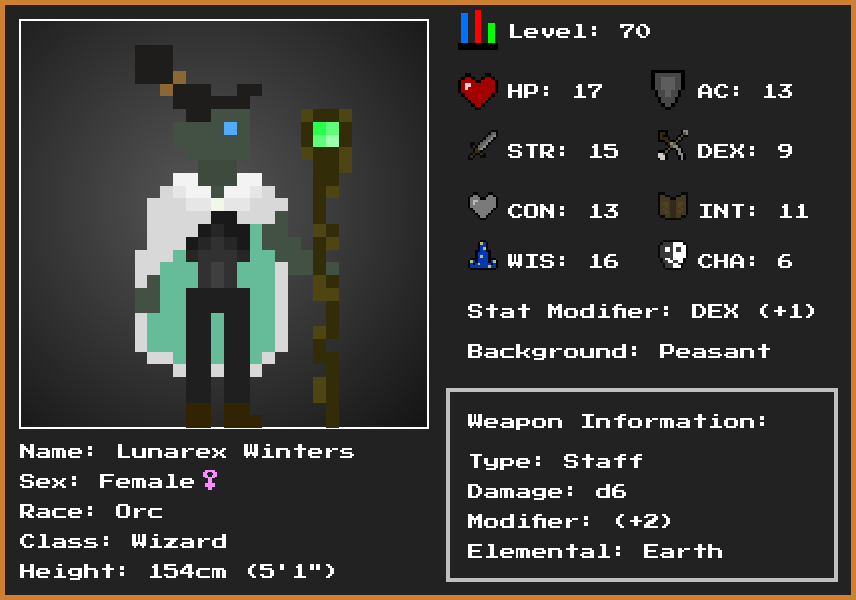 Level: 70
HP: 17 AC: 13
STR: 15 DEX: 9
CON: 13 INT: 11
WIS: 16 CHA: 6
Stat Modifier: DEX (+1)
Background: Peasant
Weapon Information:
Type: Staff
Damage: d6
Modifier: (+2)
Elemental: Earth
Name: Lunarex Winters
Sex: Female♀
Race: Orc
Class: Wizard
Height: 154cm (5'1")